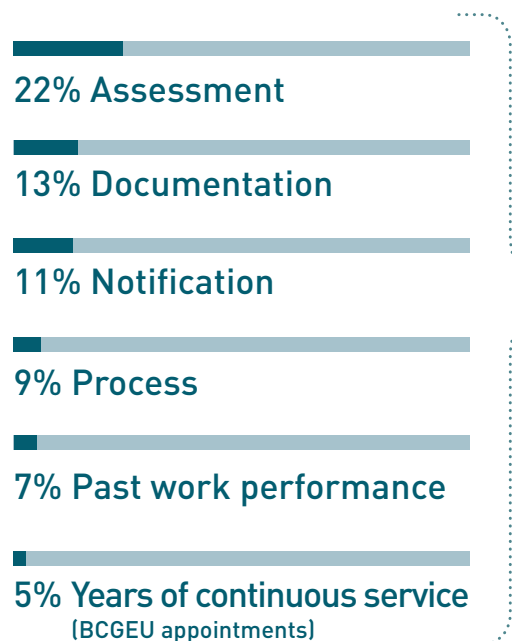 22% Assessment
13% Documentation
11% Notification
9% Process
7% Past work performance
5% Years of continuous service
(BCGEU appointments)